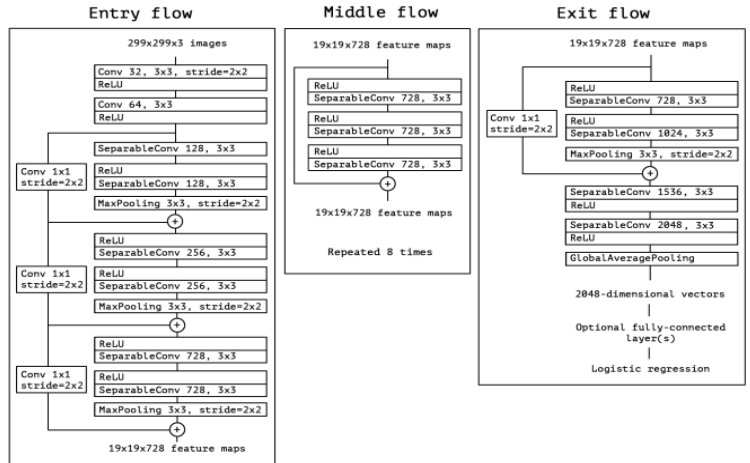 Entry flow
299x299x3 images
Conv 32, 3x3, stride=2x2
ReLU
Conv 64, 3x3
ReLU
SeparableConv 128, 3x3
Conv 1x1
stride=2x2
ReLU
SeparableConv 128, 3x3
MaxPooling 3x3, stride=2x2
+
ReLU
SeparableConv 256, 3x3
Conv 1x1
stride=2x2
ReLU
SeparableConv 256, 3x3
MaxPooling 3x3, stride=2x2
+
ReLU
SeparableConv 728, 3x3
Conv 1x1
stride=2x2
ReLU
SeparableConv 728, 3x3
MaxPooling 3x3, stride=2x2
+
19x19x728 feature maps
Middle flow
19x19x728 feature maps
ReLU
SeparableConv 728, 3x3
ReLU
SeparableConv 728, 3x3
ReLU
SeparableConv 728, 3x3
+
19x19x728 feature maps
Repeated 8 times
Exit flow
19x19x728 feature maps
ReLU
SeparableConv 728, 3x3
Conv 1x1
stride=2x2
ReLU
SeparableConv 1024, 3x3
MaxPooling 3x3, stride=2x2
+
SeparableConv 1536, 3x3
ReLU
SeparableConv 2048, 3x3
ReLU
GlobalAveragePooling
2048-dimensional vectors
Optional fully-connected
layer(s)
Logistic regression